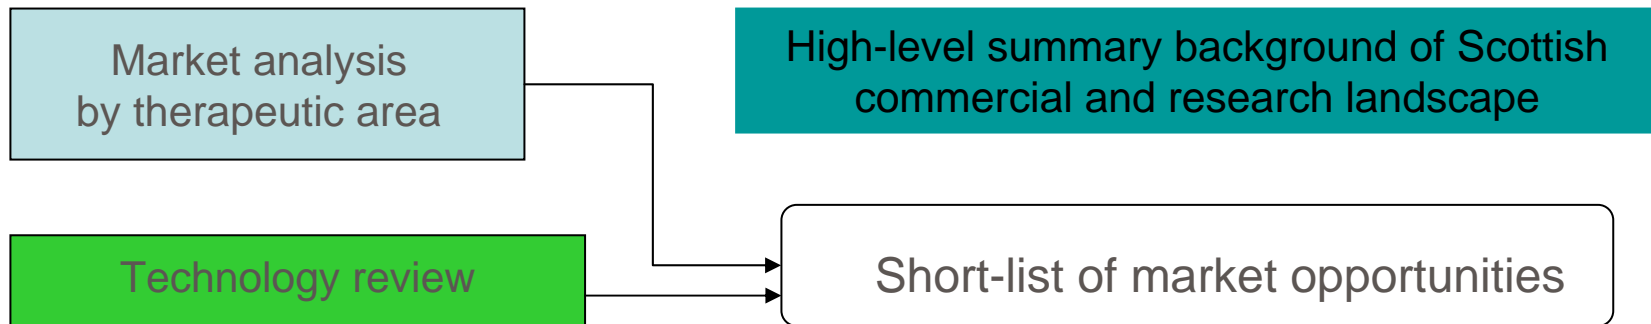 Market analysis
by therapeutic area
High-level summary background of Scottish
commercial and research landscape
Technology review
Short-list of market opportunities